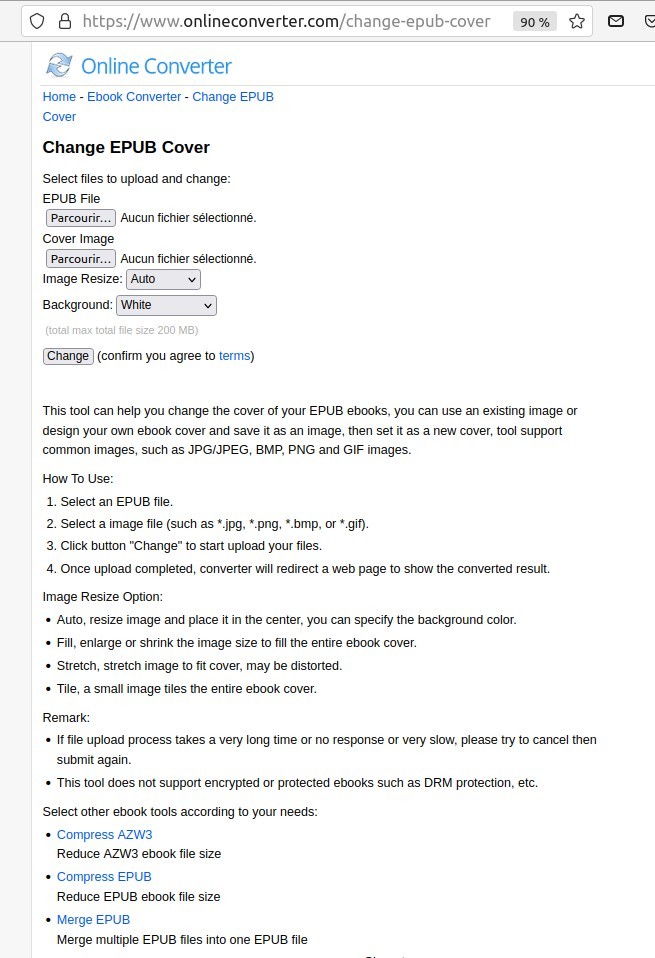 https://www.onlineconverter.com/change-epub-cover 90 %
Online Converter
Home - Ebook Converter - Change EPUB
Cover
Change EPUB Cover
Select files to upload and change:
EPUB File
Parcourir... Aucun fichier sélectionné.
Cover Image
Parcourir... Aucun fichier sélectionné.
Image Resize: Auto
Background: White
(total max total file size 200 MB)
Change (confirm you agree to terms)
This tool can help you change the cover of your EPUB ebooks, you can use an existing image or
design your own ebook cover and save it as an image, then set it as a new cover, tool support
common images, such as JPG/JPEG, BMP, PNG and GIF images.
How To Use:
1. Select an EPUB file.
2. Select a image file (such as *.jpg, *.png, *.bmp, or *.gif).
3. Click button "Change" to start upload your files.
4. Once upload completed, converter will redirect a web page to show the converted result.
Image Resize Option:
• Auto, resize image and place it in the center, you can specify the background color.
• Fill, enlarge or shrink the image size to fill the entire ebook cover.
• Stretch, stretch image to fit cover, may be distorted.
• Tile, a small image tiles the entire ebook cover.
Remark:
• If file upload process takes a very long time or no response or very slow, please try to cancel then
submit again.
• This tool does not support encrypted or protected ebooks such as DRM protection, etc.
Select other ebook tools according to your needs:
• Compress AZW3
Reduce AZW3 ebook file size
• Compress EPUB
Reduce EPUB ebook file size
• Merge EPUB
Merge multiple EPUB files into one EPUB file